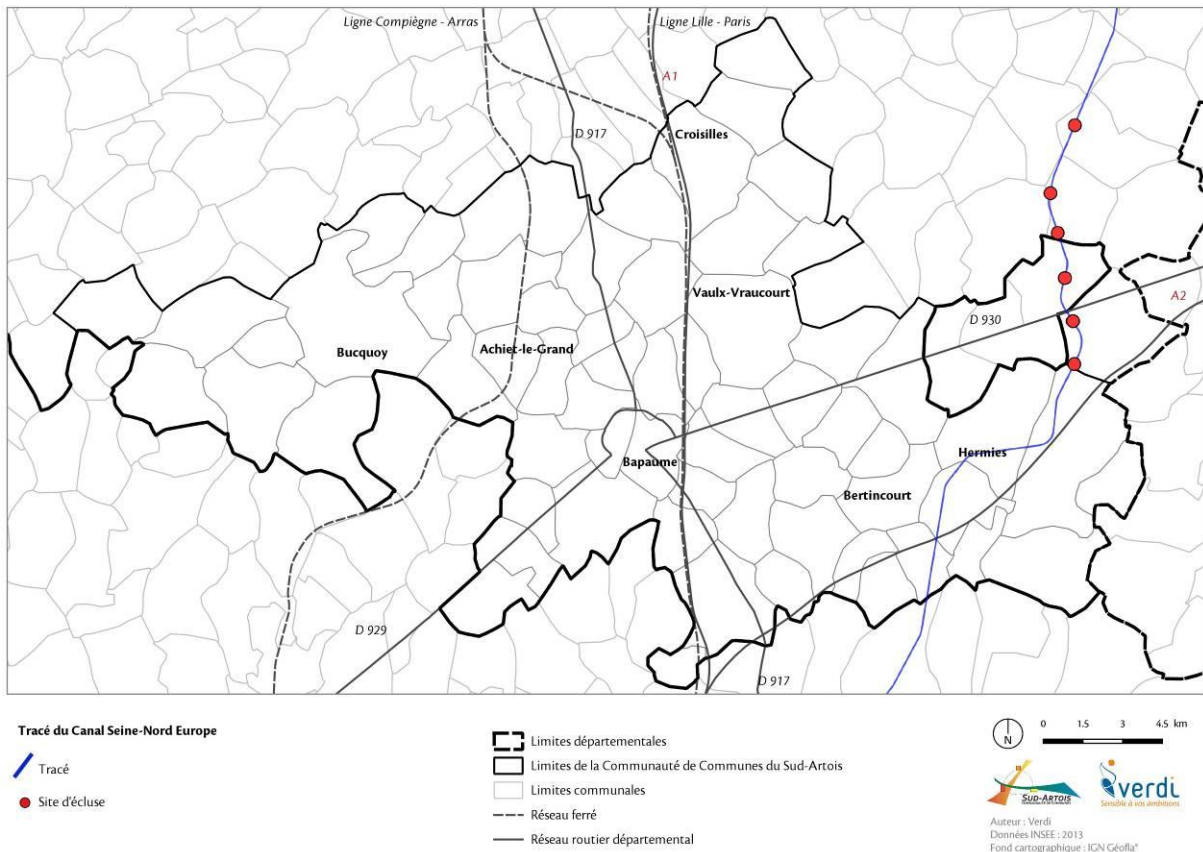 Ligne Compiègne - Arras
Ligne Lille - Paris
A1
D 917
Croisilles
Vaulx-Vraucourt
A2
D 930
Bucquoy
Achiet-le-Grand
Bapaume
Hermies
Bertincourt
D 929
D 917
Tracé du Canal Seine-Nord Europe
Tracé
Site d'écluse
Limites départementales
Limites de la Communauté de Communes du Sud-Artois
Limites communales
Réseau ferré
Réseau routier départemental
N
0 1.5 3 4.5 km
SUD-ARTOIS
verdi
Sensible à vos ambitions
Auteur : Verdi
Données INSEE : 2013
Fond cartographique : IGN Géofla®